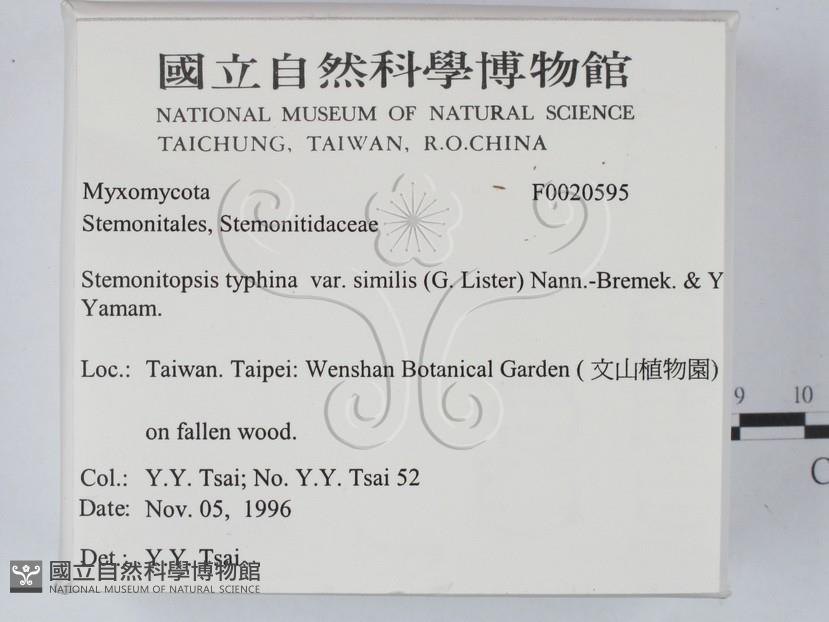 國立自然科學博物館
NATIONAL MUSEUM OF NATURAL SCIENCE
TAICHUNG, TAIWAN, R.O.CHINA
Myxomycota F0020595
Stemonitales, Stemonitidaceae
Stemonitopsis typhina var. similis (G. Lister) Nann.-Bremek. & Y
Yamam.
Loc.: Taiwan. Taipei: Wenshan Botanical Garden ( 文山植物園)
on fallen wood.
Col.: Y.Y. Tsai; No. Y.Y. Tsai 52
Date: Nov. 05, 1996
Det.: Y.Y. Tsai
國立自然科學博物館
NATIONAL MUSEUM OF NATURAL SCIENCE
9 10